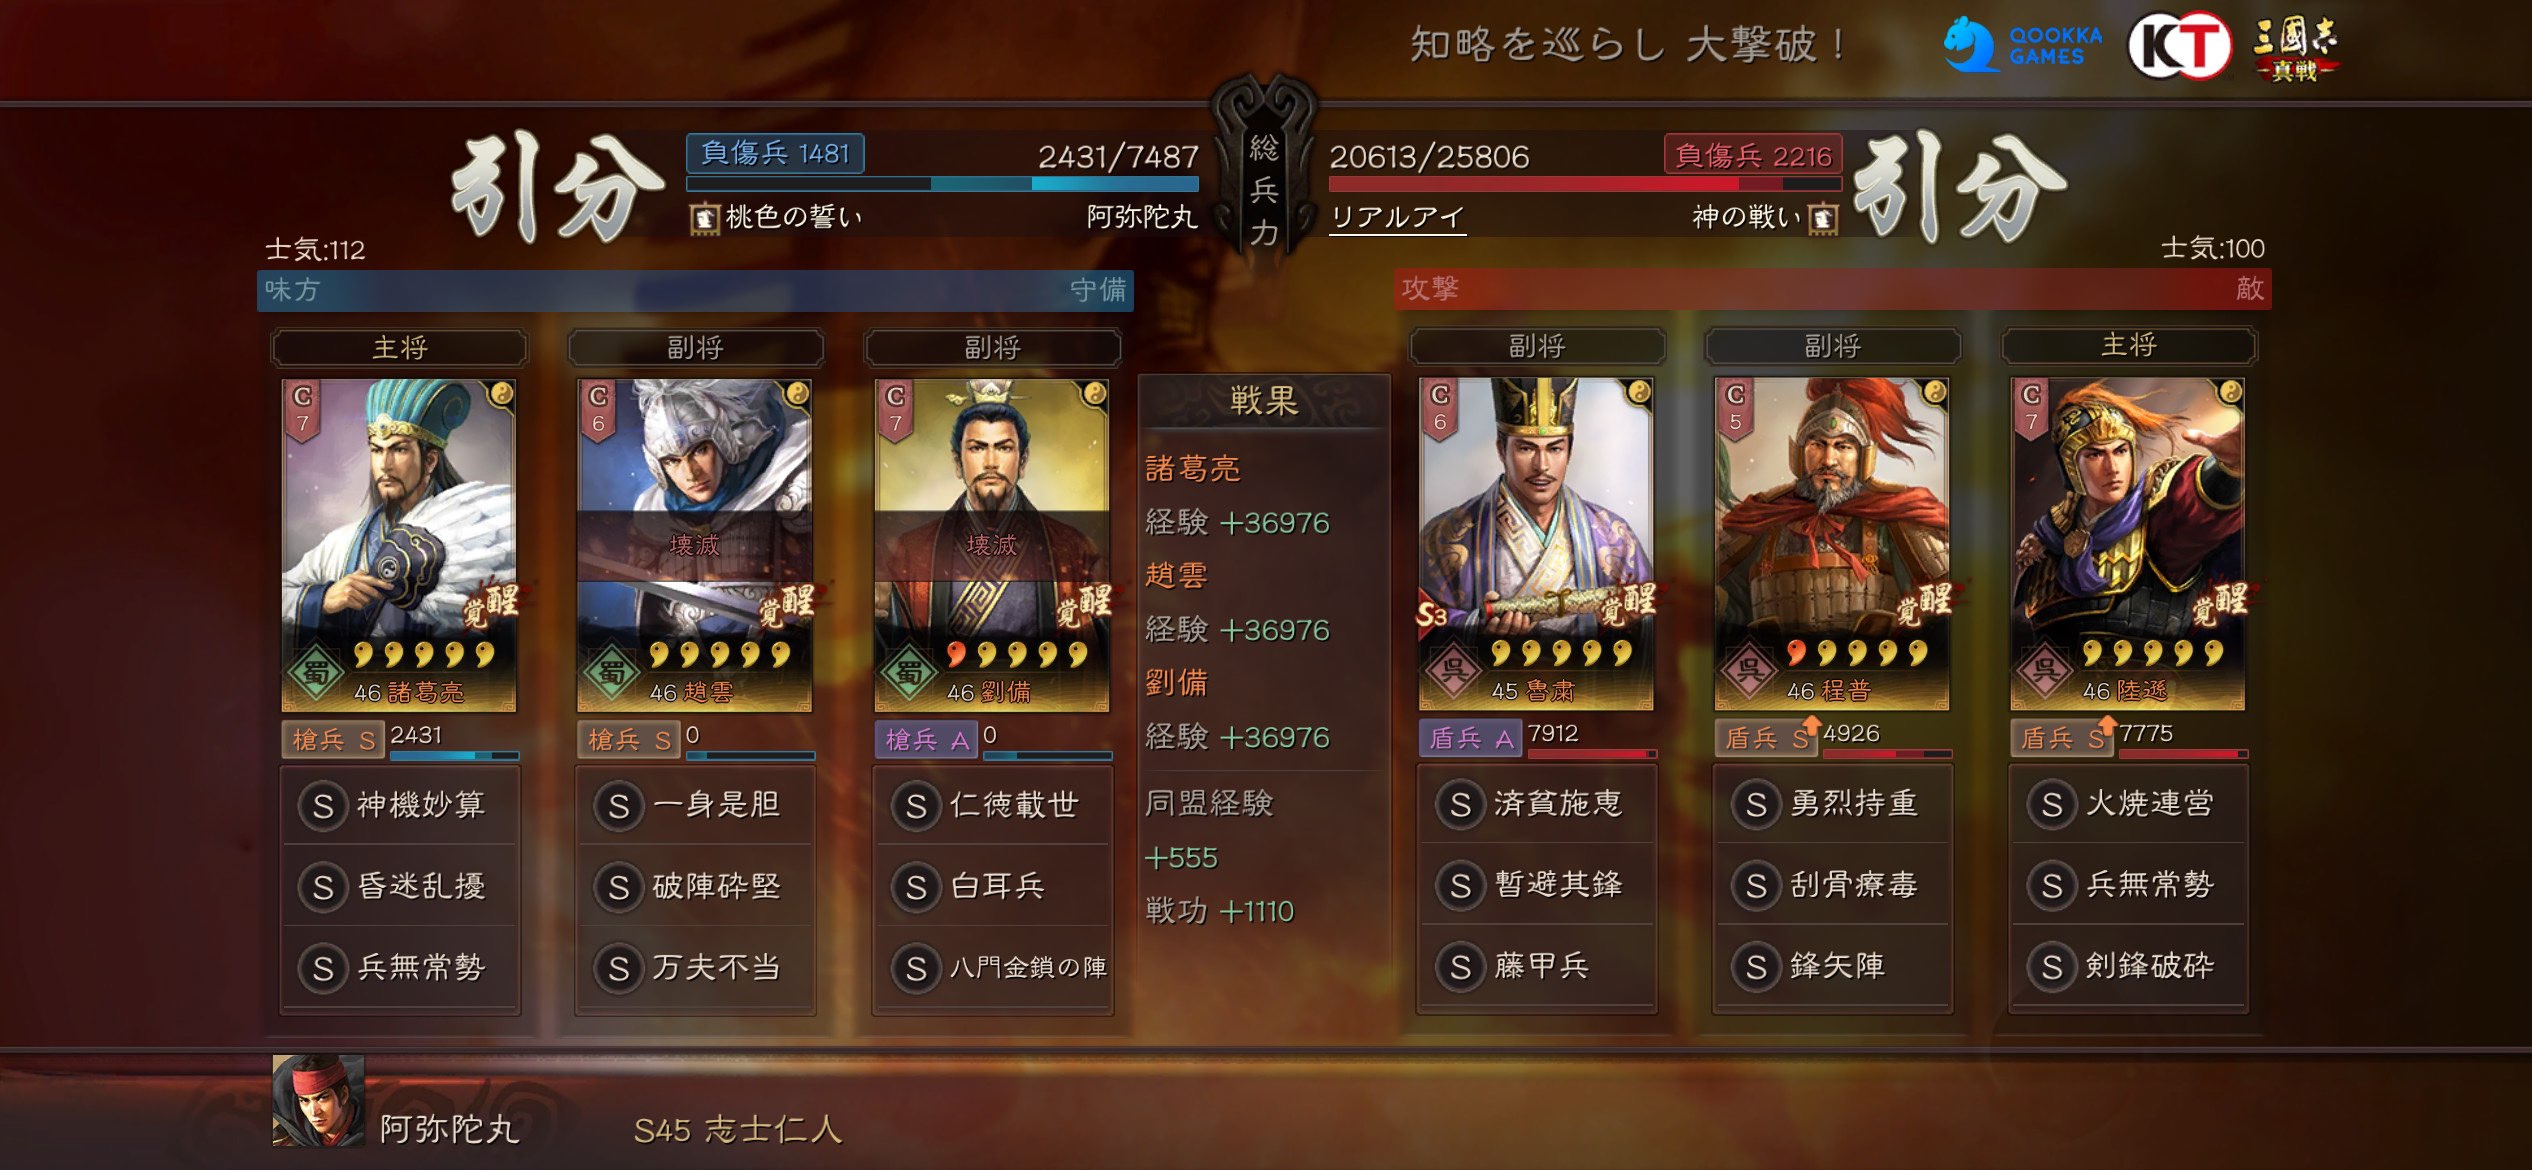 知略を巡らし 大撃破！
QOOKKA
GAMES
KT
三國志
真戦
引分
負傷兵 1481
2431/7487
桃色の誓い
阿弥陀丸
総兵力
20613/25806
負傷兵 2216
リアルアイ
神の戦い
引分
士気:112
士気:100
味方
守備
攻撃
敵
主将
副将
副将
副将
副将
主将
C
7
C
6
C
7
C
6
C
5
C
7
壊滅
壊滅
覚醒
覚醒
覚醒
S3
覚醒
覚醒
覚醒
蜀
46 諸葛亮
蜀
46 趙雲
蜀
46 劉備
呉
45 魯粛
呉
46 程普
呉
46 陸遜
槍兵 S
2431
槍兵 S
0
槍兵 A
0
盾兵 A
7912
盾兵 S
4926
盾兵 S
7775
S 神機妙算
S 昏迷乱擾
S 兵無常勢
S 一身是胆
S 破陣砕堅
S 万夫不当
S 仁徳載世
S 白耳兵
S 八門金鎖の陣
戦果
諸葛亮
経験 +36976
趙雲
経験 +36976
劉備
経験 +36976
同盟経験
+555
戦功 +1110
S 済貧施恵
S 暫避其鋒
S 藤甲兵
S 勇烈持重
S 刮骨療毒
S 鋒矢陣
S 火焼連営
S 兵無常勢
S 剣鋒破砕
阿弥陀丸
S45 志士仁人